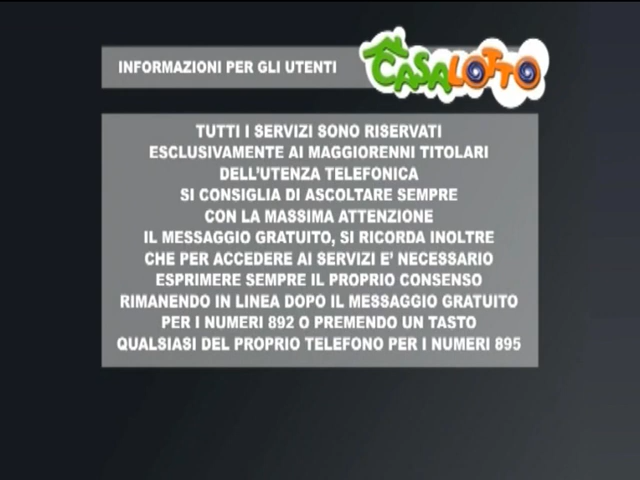 INFORMAZIONI PER GLI UTENTI
CASALOTTO
TUTTI I SERVIZI SONO RISERVATI
ESCLUSIVAMENTE AI MAGGIORENNI TITOLARI
DELL'UTENZA TELEFONICA
SI CONSIGLIA DI ASCOLTARE SEMPRE
CON LA MASSIMA ATTENZIONE
IL MESSAGGIO GRATUITO, SI RICORDA INOLTRE
CHE PER ACCEDERE AI SERVIZI E' NECESSARIO
ESPRIMERE SEMPRE IL PROPRIO CONSENSO
RIMANENDO IN LINEA DOPO IL MESSAGGIO GRATUITO
PER I NUMERI 892 O PREMENDO UN TASTO
QUALSIASI DEL PROPRIO TELEFONO PER I NUMERI 895